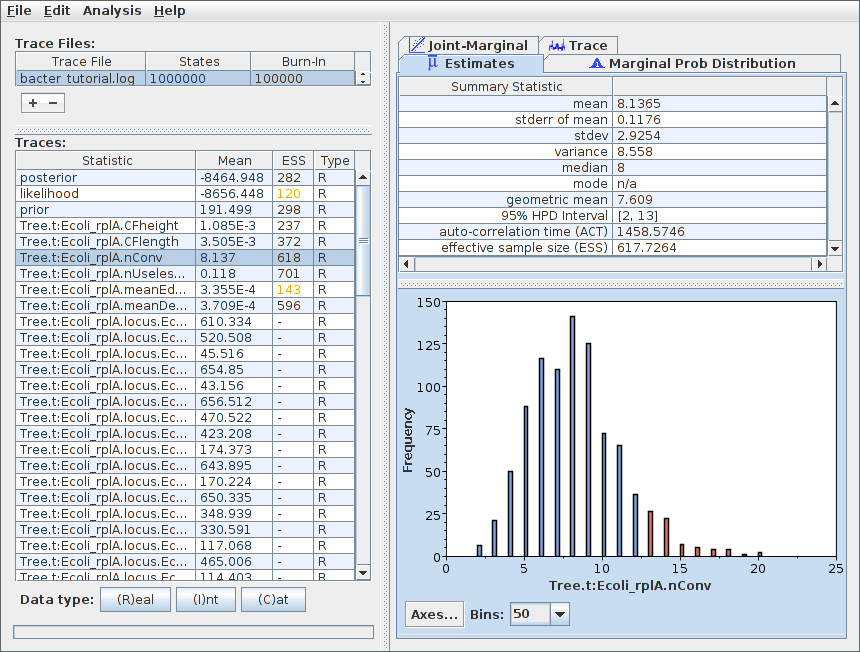 File Edit Analysis Help
Trace Files:
Trace File States Burn-In
bacter_tutorial.log 1000000 100000
+ −
Traces:
Statistic Mean ESS Type
posterior -8464.948 282 R
likelihood -8656.448 120 R
prior 191.499 298 R
Tree.t:Ecoli_rplA.CFheight 1.085E-3 237 R
Tree.t:Ecoli_rplA.CFlength 3.505E-3 372 R
Tree.t:Ecoli_rplA.nConv 8.137 618 R
Tree.t:Ecoli_rplA.nUseles... 0.118 701 R
Tree.t:Ecoli_rplA.meanEd... 3.355E-4 143 R
Tree.t:Ecoli_rplA.meanDe... 3.709E-4 596 R
Tree.t:Ecoli_rplA.locus.Ec... 610.334 - R
Tree.t:Ecoli_rplA.locus.Ec... 520.508 - R
Tree.t:Ecoli_rplA.locus.Ec... 45.516 - R
Tree.t:Ecoli_rplA.locus.Ec... 654.85 - R
Tree.t:Ecoli_rplA.locus.Ec... 43.156 - R
Tree.t:Ecoli_rplA.locus.Ec... 656.512 - R
Tree.t:Ecoli_rplA.locus.Ec... 470.522 - R
Tree.t:Ecoli_rplA.locus.Ec... 423.208 - R
Tree.t:Ecoli_rplA.locus.Ec... 174.373 - R
Tree.t:Ecoli_rplA.locus.Ec... 643.895 - R
Tree.t:Ecoli_rplA.locus.Ec... 170.224 - R
Tree.t:Ecoli_rplA.locus.Ec... 650.335 - R
Tree.t:Ecoli_rplA.locus.Ec... 348.939 - R
Tree.t:Ecoli_rplA.locus.Ec... 330.591 - R
Tree.t:Ecoli_rplA.locus.Ec... 117.068 - R
Tree.t:Ecoli_rplA.locus.Ec... 465.006 - R
Tree.t:Ecoli_rplA.locus.Ec... 114.403 - R
Data type: (R)eal (I)nt (C)at
Joint-Marginal Trace
μ Estimates Marginal Prob Distribution
Summary Statistic
mean 8.1365
stderr of mean 0.1176
stdev 2.9254
variance 8.558
median 8
mode n/a
geometric mean 7.609
95% HPD Interval [2, 13]
auto-correlation time (ACT) 1458.5746
effective sample size (ESS) 617.7264
150
125
100
75
50
25
0
Frequency
0 5 10 15 20 25
Tree.t:Ecoli_rplA.nConv
Axes... Bins: 50